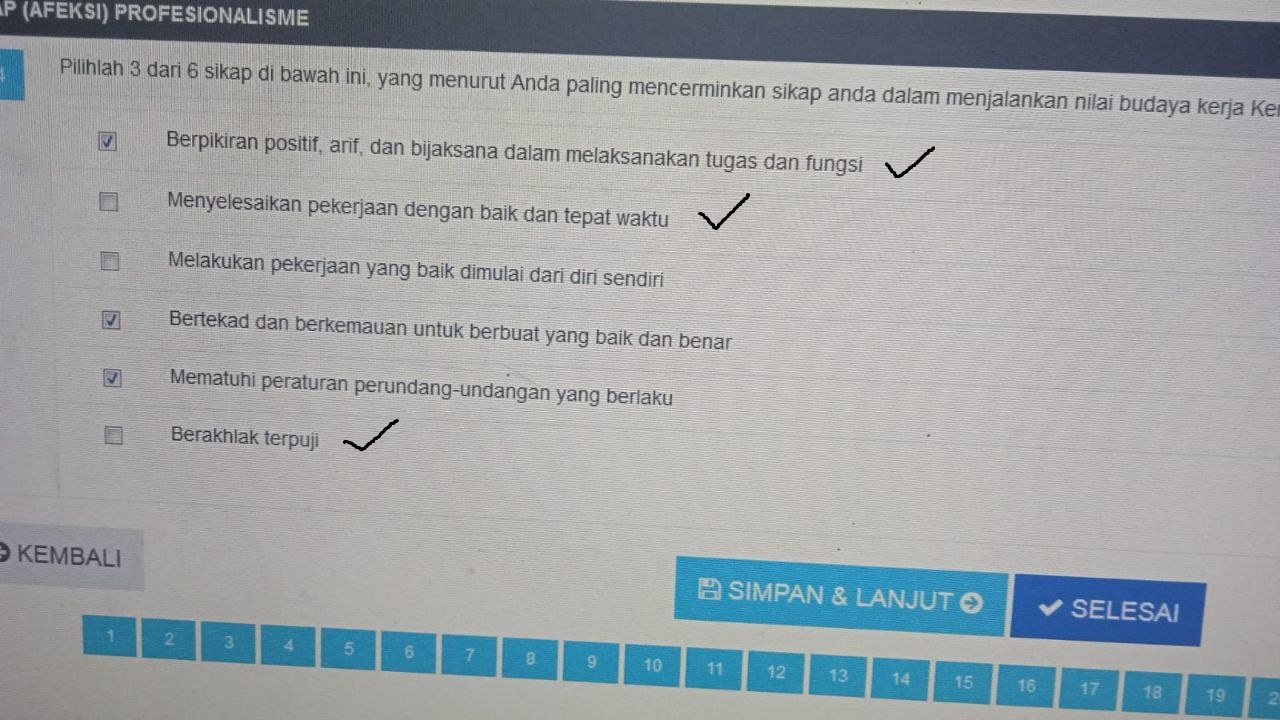 (AFEKSI) PROFESIONALISME
Pilihlah 3 dari 6 sikap di bawah ini, yang menurut Anda paling mencerminkan sikap anda dalam menjalankan nilai budaya kerja
Berpikiran positif, arif, dan bijaksana dalam melaksanakan tugas dan fungsi
Menyelesaikan pekerjaan dengan baik dan tepat waktu
Melakukan pekerjaan yang baik dimulai dari diri sendiri
Bertekad dan berkemauan untuk berbuat yang baik dan benar
Mematuhi peraturan perundang-undangan yang berlaku
Berakhlak terpuji
KEMBALI
SIMPAN & LANJUT
SELESAI
1 2 3 4 5 6 7 8 9 10 11 12 13 14 15 16 17 18 19